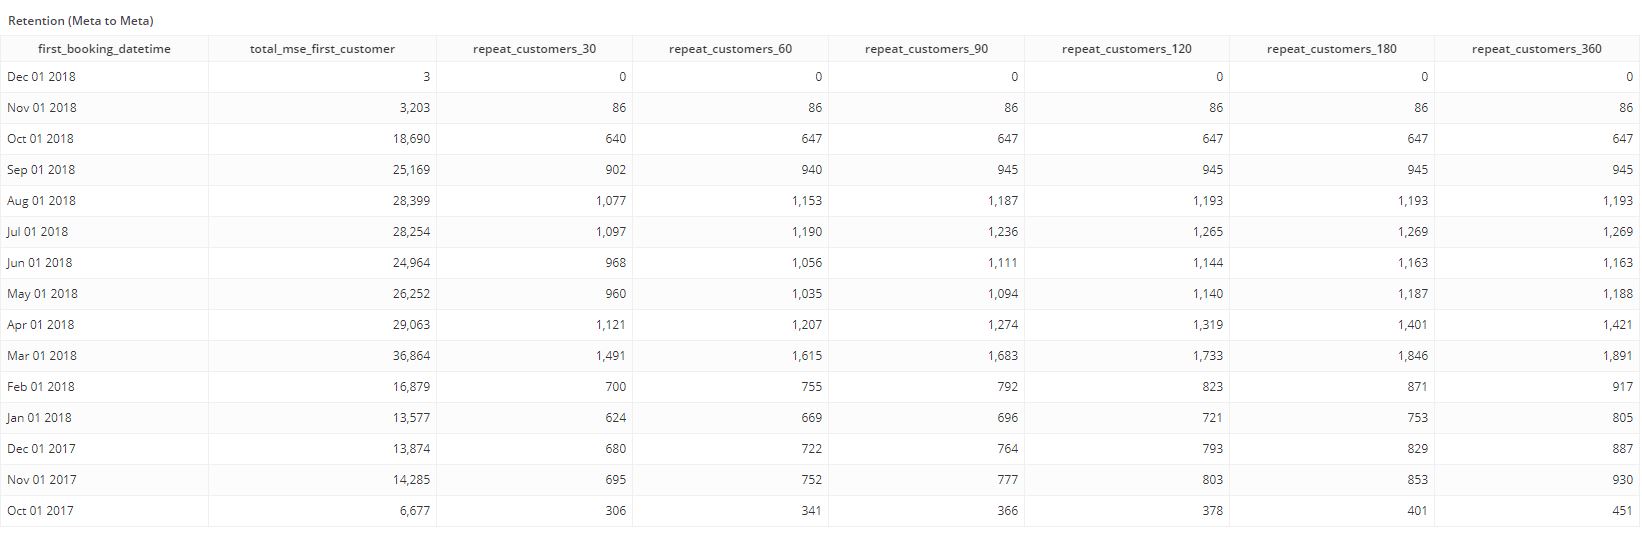 Retention (Meta to Meta)
first_booking_datetime total_mse_first_customer repeat_customers_30 repeat_customers_60 repeat_customers_90 repeat_customers_120 repeat_customers_180 repeat_customers_360
Dec 01 2018 3 0 0 0 0 0 0
Nov 01 2018 3,203 86 86 86 86 86 86
Oct 01 2018 18,690 640 647 647 647 647 647
Sep 01 2018 25,169 902 940 945 945 945 945
Aug 01 2018 28,399 1,077 1,153 1,187 1,193 1,193 1,193
Jul 01 2018 28,254 1,097 1,190 1,236 1,265 1,269 1,269
Jun 01 2018 24,964 968 1,056 1,111 1,144 1,163 1,163
May 01 2018 26,252 960 1,035 1,094 1,140 1,187 1,188
Apr 01 2018 29,063 1,121 1,207 1,274 1,319 1,401 1,421
Mar 01 2018 36,864 1,491 1,615 1,683 1,733 1,846 1,891
Feb 01 2018 16,879 700 755 792 823 871 917
Jan 01 2018 13,577 624 669 696 721 753 805
Dec 01 2017 13,874 680 722 764 793 829 887
Nov 01 2017 14,285 695 752 777 803 853 930
Oct 01 2017 6,677 306 341 366 378 401 451